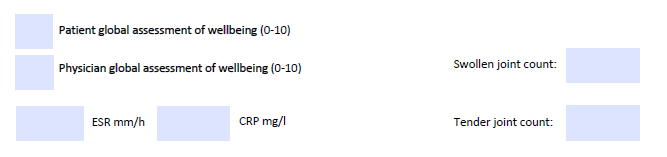 Patient global assessment of wellbeing (0-10)
Physician global assessment of wellbeing (0-10)
Swollen joint count:
ESR mm/h
CRP mg/l
Tender joint count: